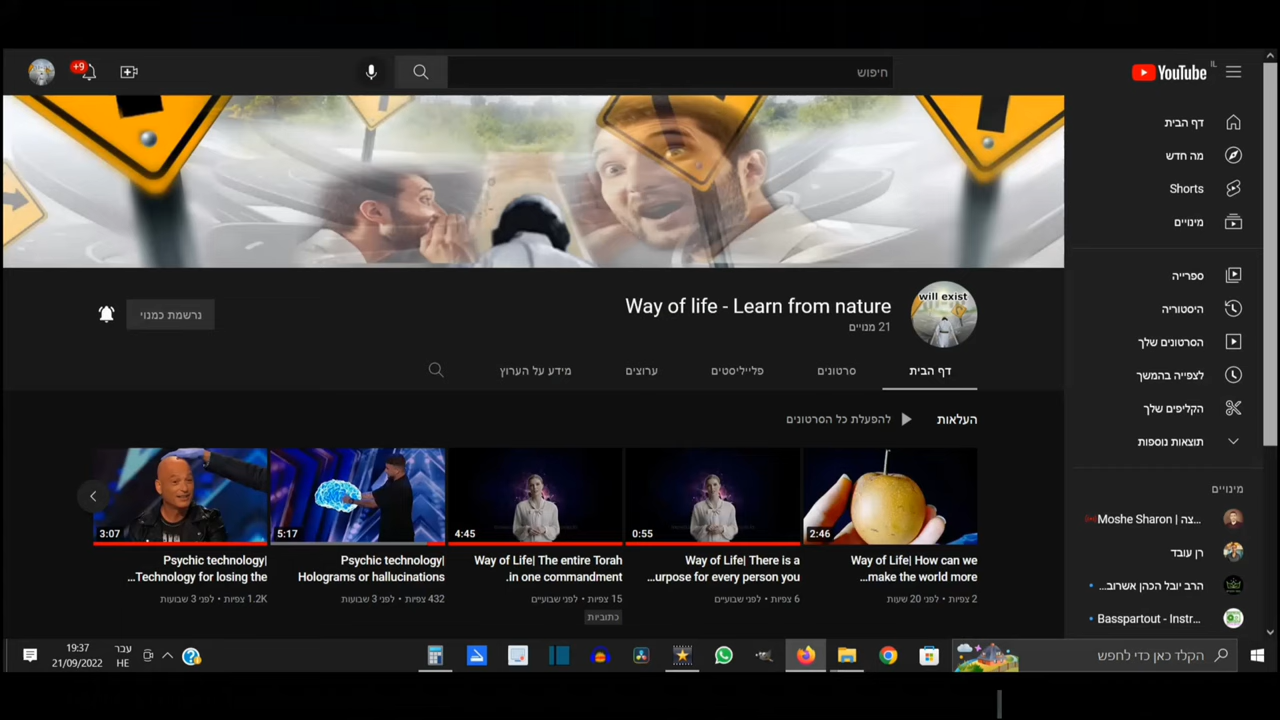 +9
חיפוש
YouTube IL
דף הבית
מה חדש
Shorts
מינויים
ספרייה
היסטוריה
הסרטונים שלך
לצפייה בהמשך
הקליפים שלך
תוצאות נוספות
מינויים
Moshe Sharon | צה...
רן עובד
הרב יובל הכהן אשרוב...
Basspartout - Instr...
will exist
Way of life - Learn from nature
21 מנויים
נרשמת כמנוי
דף הבית
סרטונים
פלייליסטים
ערוצים
מידע על הערוץ
העלאות
להפעלת כל הסרטונים
2:46
Way of Life| How can we
...make the world more
2 צפיות • לפני 20 שעות
0:55
Way of Life| There is a
...urpose for every person you
6 צפיות • לפני שבועיים
4:45
Way of Life| The entire Torah
.in one commandment
15 צפיות • לפני שבועיים
כתוביות
5:17
Psychic technology|
Holograms or hallucinations
432 צפיות • לפני 3 שבועות
3:07
Psychic technology|
...Technology for losing the
1.2K צפיות • לפני 3 שבועות
הקלד כאן כדי לחפש
עבר
HE
19:37
21/09/2022